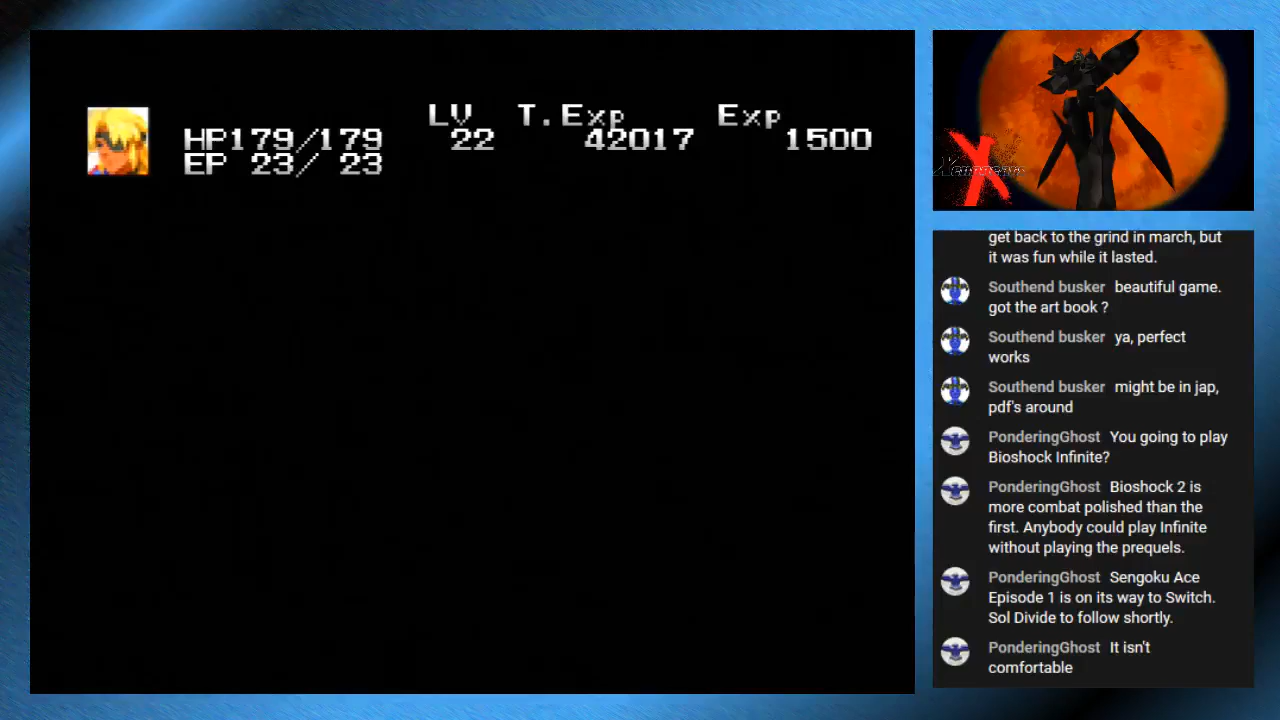 LV T.Exp Exp
HP179/179 22 42017 1500
EP 23/ 23
get back to the grind in march, but
it was fun while it lasted.
Southend busker beautiful game.
got the art book ?
Southend busker ya, perfect
works
Southend busker might be in jap,
pdf's around
PonderingGhost You going to play
Bioshock Infinite?
PonderingGhost Bioshock 2 is
more combat polished than the
first. Anybody could play Infinite
without playing the prequels.
PonderingGhost Sengoku Ace
Episode 1 is on its way to Switch.
Sol Divide to follow shortly.
PonderingGhost It isn't
comfortable